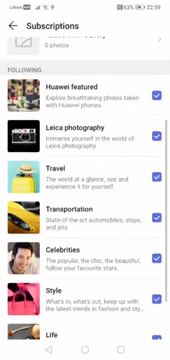 63% 22:59
Subscriptions
0 photos
FOLLOWING
Huawei featured
Explore breathtaking photos taken
with Huawei phones.
Leica photography
Immerse yourself in the world of
Leica photography.
Travel
The world at a glance, see and
experience it for yourself.
Transportation
State-of-the-art automobiles, ships,
and jets.
Celebrities
The popular, the chic, the beautiful,
follow your favourite stars.
Style
What's in, what's out, keep up with
the latest trends in fashion and sty...
Life